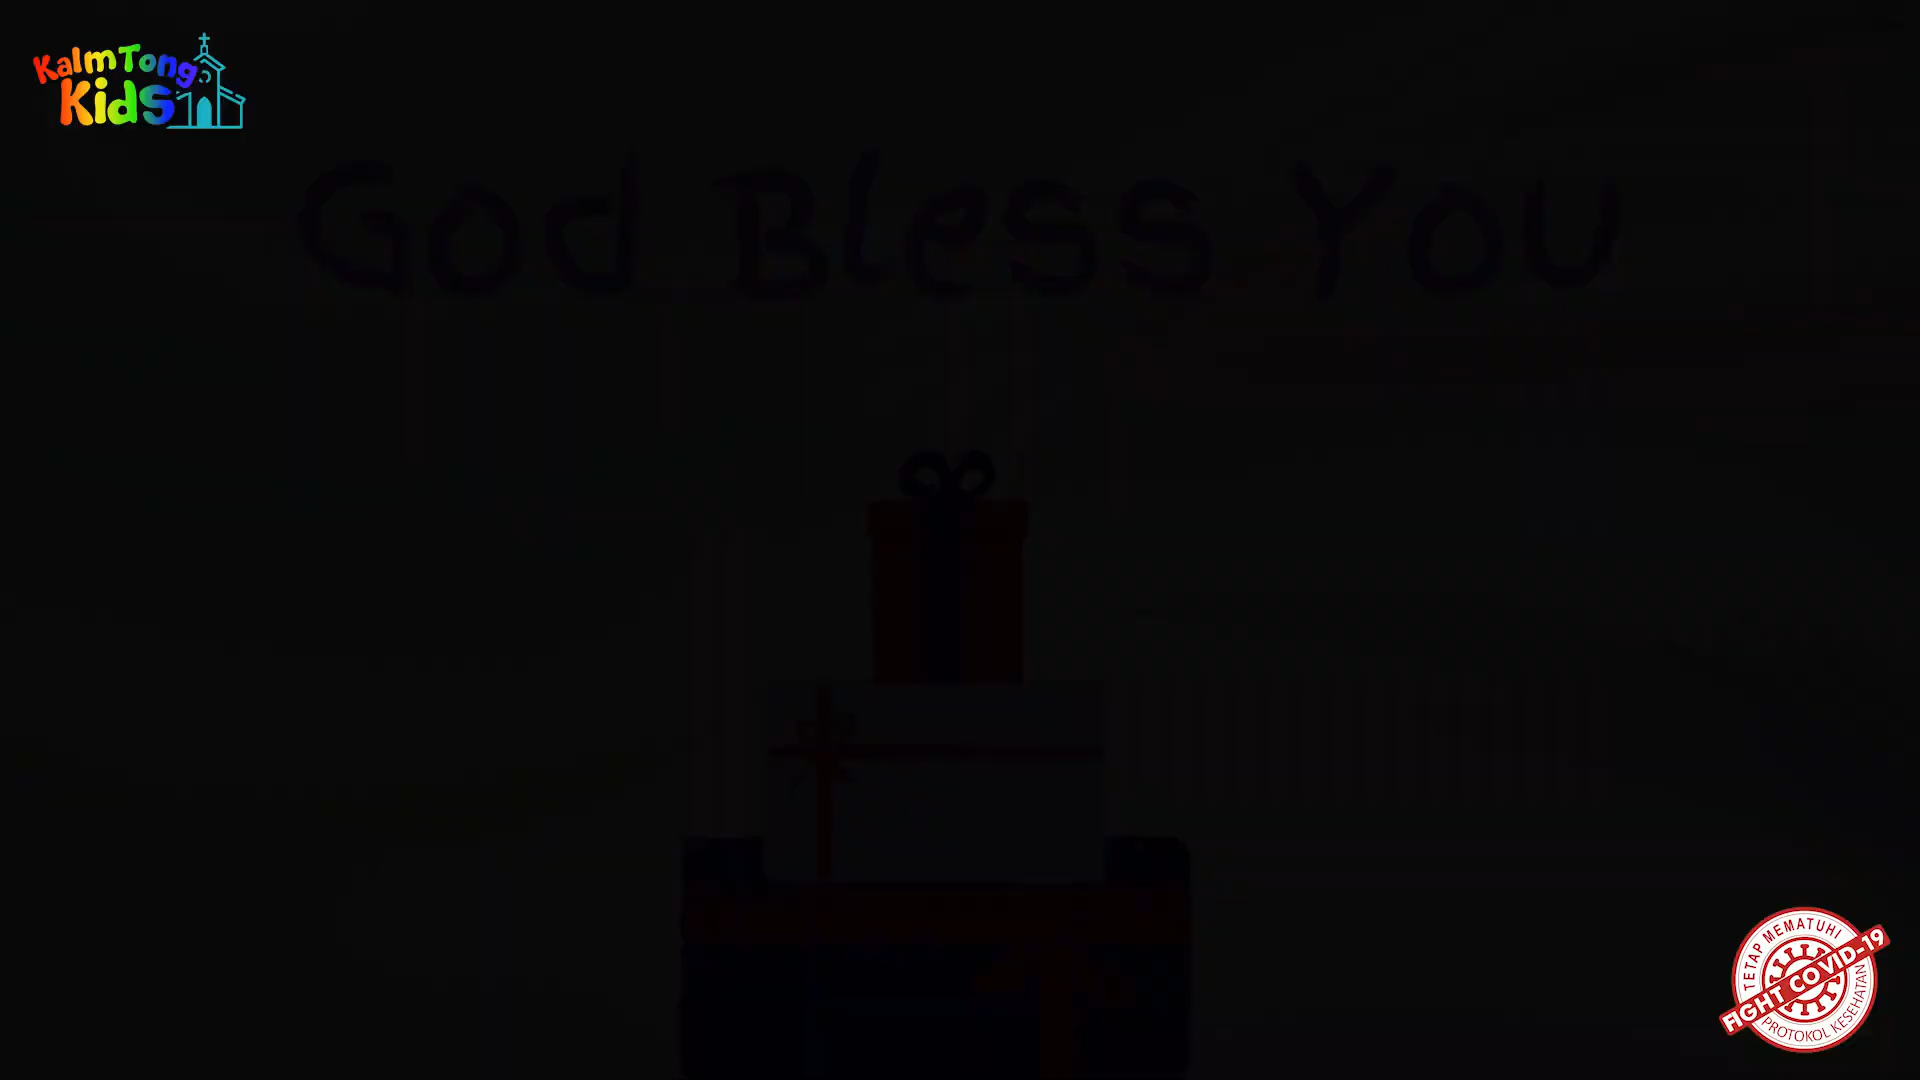 KalmTong
Kids
God Bless You
TETAP MEMATUHI
FIGHT COVID-19
PROTOKOL KESEHATAN